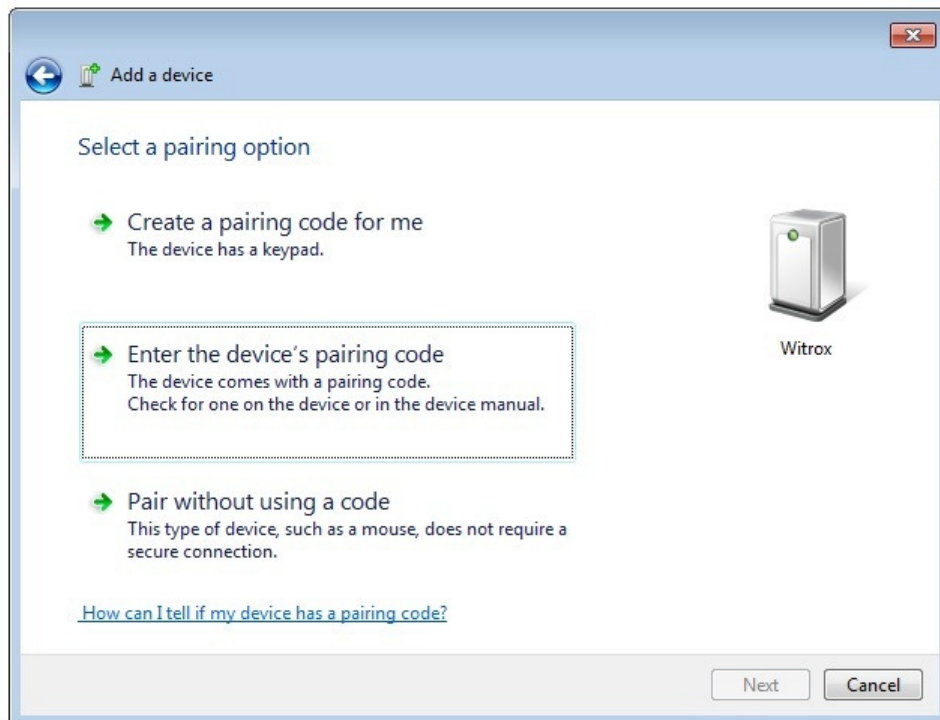 Add a device
Select a pairing option
Create a pairing code for me
The device has a keypad.
Enter the device's pairing code
The device comes with a pairing code.
Check for one on the device or in the device manual.
Witrox
Pair without using a code
This type of device, such as a mouse, does not require a
secure connection.
How can I tell if my device has a pairing code?
Next
Cancel